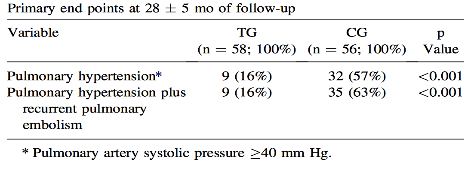 Primary end points at 28 ± 5 mo of follow-up
Variable TG CG p
(n = 58; 100%) (n = 56; 100%) Value
Pulmonary hypertension* 9 (16%) 32 (57%) <0.001
Pulmonary hypertension plus 9 (16%) 35 (63%) <0.001
recurrent pulmonary
embolism
* Pulmonary artery systolic pressure ≥40 mm Hg.